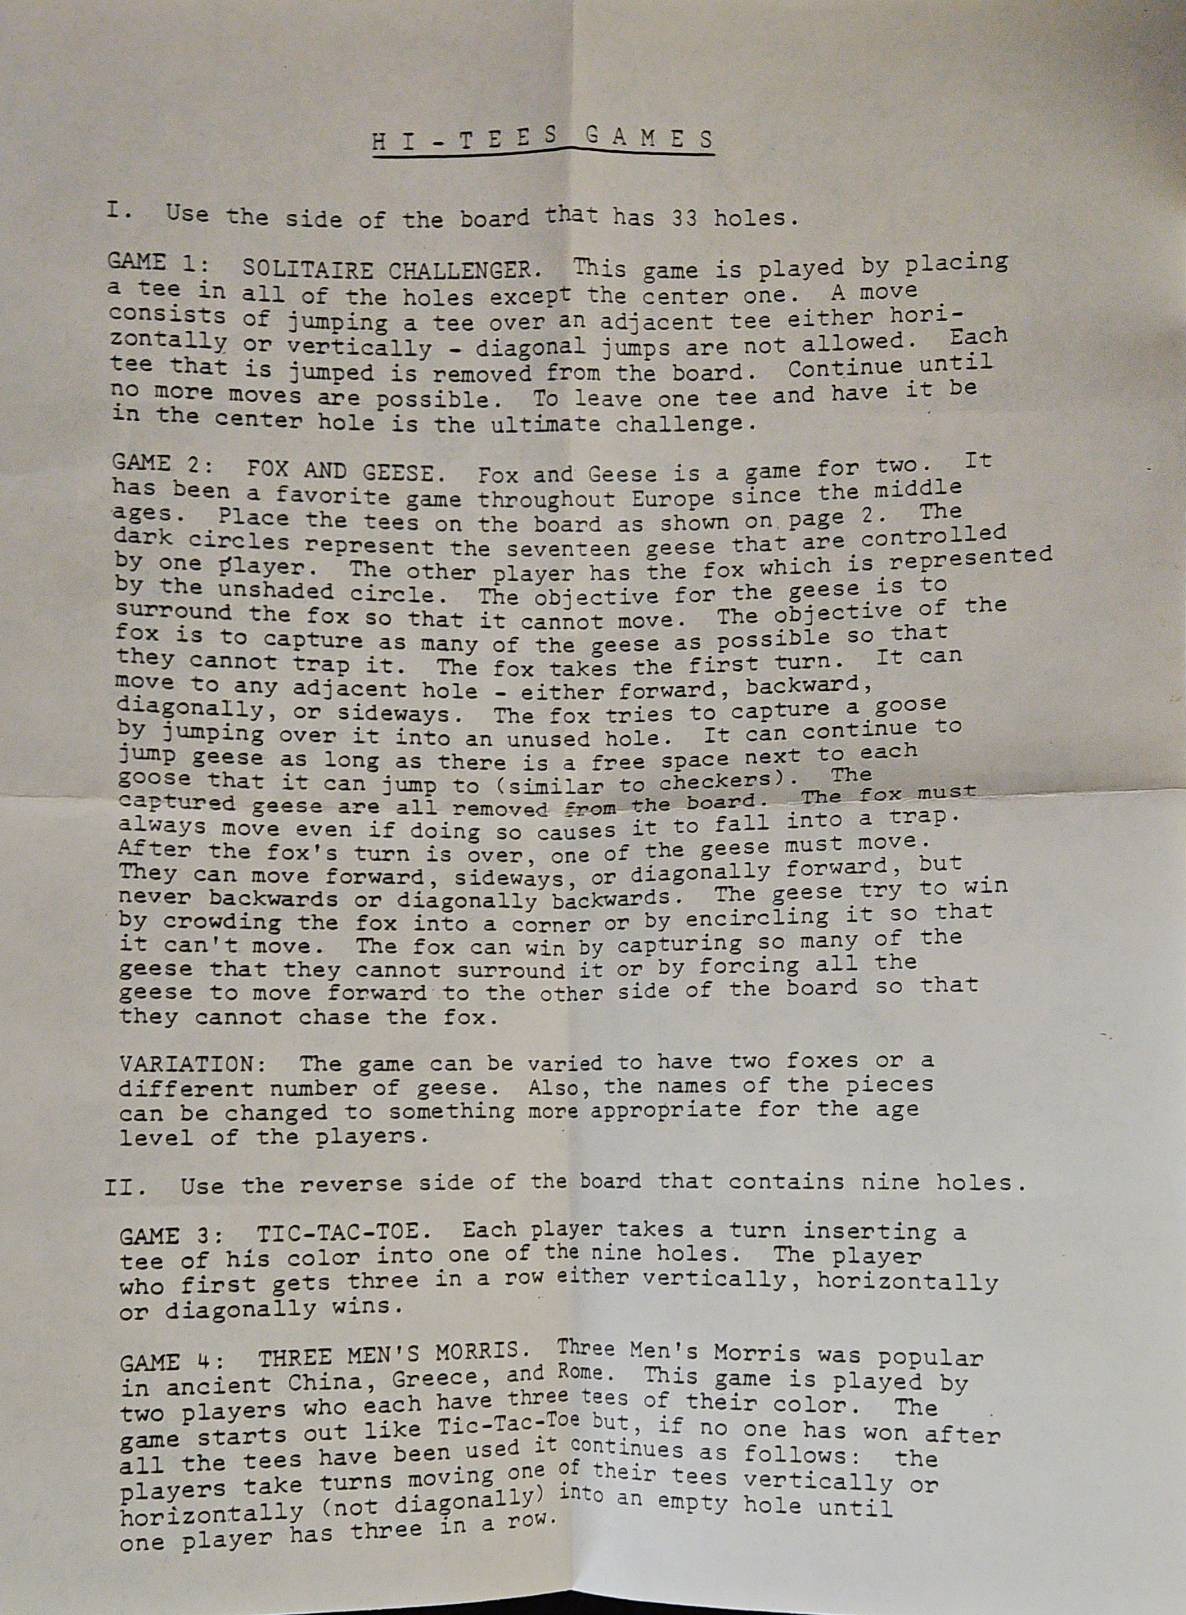 HI-TEES GAMES
I. Use the side of the board that has 33 holes.
GAME 1: SOLITAIRE CHALLENGER. This game is played by placing
a tee in all of the holes except the center one. A move
consists of jumping a tee over an adjacent tee either hori-
zontally or vertically - diagonal jumps are not allowed. Each
tee that is jumped is removed from the board. Continue until
no more moves are possible. To leave one tee and have it be
in the center hole is the ultimate challenge.
GAME 2: FOX AND GEESE. Fox and Geese is a game for two. It
has been a favorite game throughout Europe since the middle
ages. Place the tees on the board as shown on page 2. The
dark circles represent the seventeen geese that are controlled
by one player. The other player has the fox which is represented
by the unshaded circle. The objective for the geese is to
surround the fox so that it cannot move. The objective of the
fox is to capture as many of the geese as possible so that
they cannot trap it. The fox takes the first turn. It can
move to any adjacent hole - either forward, backward,
diagonally, or sideways. The fox tries to capture a goose
by jumping over it into an unused hole. It can continue to
jump geese as long as there is a free space next to each
goose that it can jump to (similar to checkers). The
captured geese are all removed from the board. The fox must
always move even if doing so causes it to fall into a trap.
After the fox's turn is over, one of the geese must move.
They can move forward, sideways, or diagonally forward, but
never backwards or diagonally backwards. The geese try to win
by crowding the fox into a corner or by encircling it so that
it can't move. The fox can win by capturing so many of the
geese that they cannot surround it or by forcing all the
geese to move forward to the other side of the board so that
they cannot chase the fox.
VARIATION: The game can be varied to have two foxes or a
different number of geese. Also, the names of the pieces
can be changed to something more appropriate for the age
level of the players.
II. Use the reverse side of the board that contains nine holes.
GAME 3: TIC-TAC-TOE. Each player takes a turn inserting a
tee of his color into one of the nine holes. The player
who first gets three in a row either vertically, horizontally
or diagonally wins.
GAME 4: THREE MEN'S MORRIS. Three Men's Morris was popular
in ancient China, Greece, and Rome. This game is played by
two players who each have three tees of their color. The
game starts out like Tic-Tac-Toe but, if no one has won after
all the tees have been used it continues as follows: the
players take turns moving one of their tees vertically or
horizontally (not diagonally) into an empty hole until
one player has three in a row.